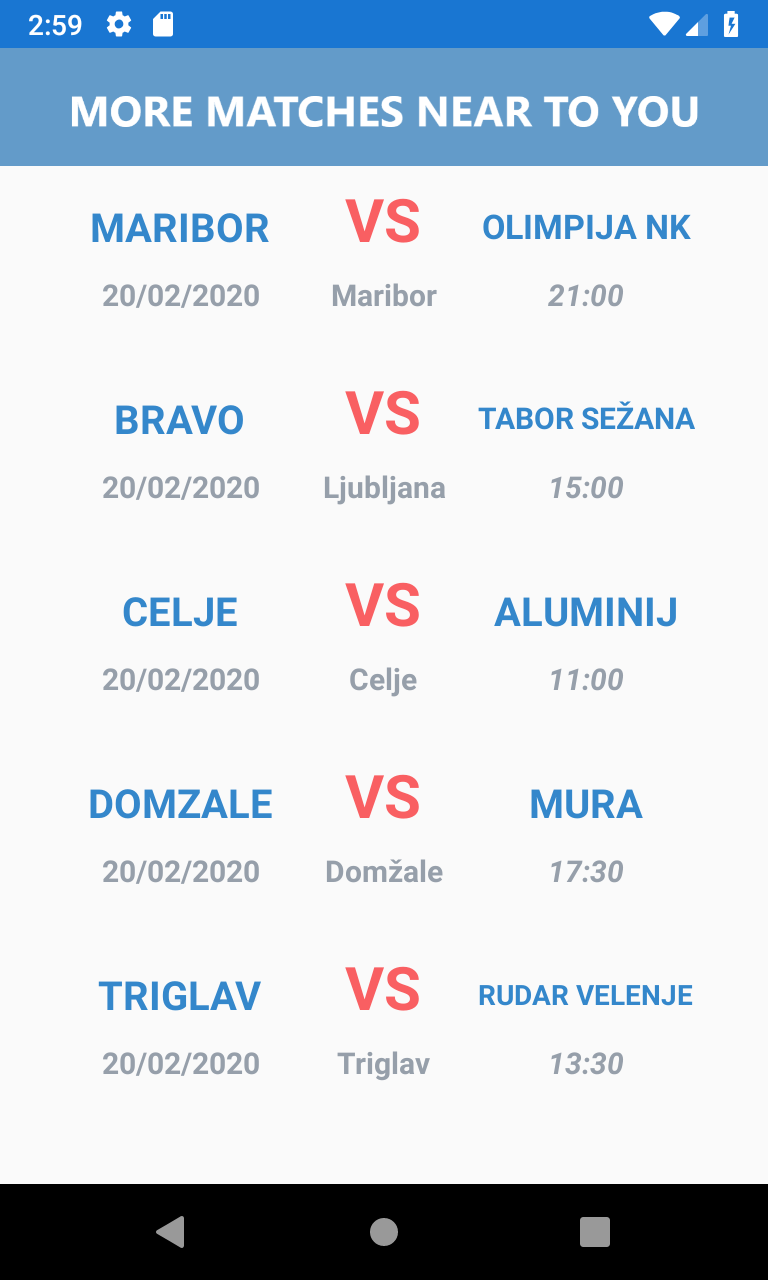 2:59
MORE MATCHES NEAR TO YOU
MARIBOR VS OLIMPIJA NK
20/02/2020 Maribor 21:00
BRAVO VS TABOR SEŽANA
20/02/2020 Ljubljana 15:00
CELJE VS ALUMINIJ
20/02/2020 Celje 11:00
DOMZALE VS MURA
20/02/2020 Domžale 17:30
TRIGLAV VS RUDAR VELENJE
20/02/2020 Triglav 13:30